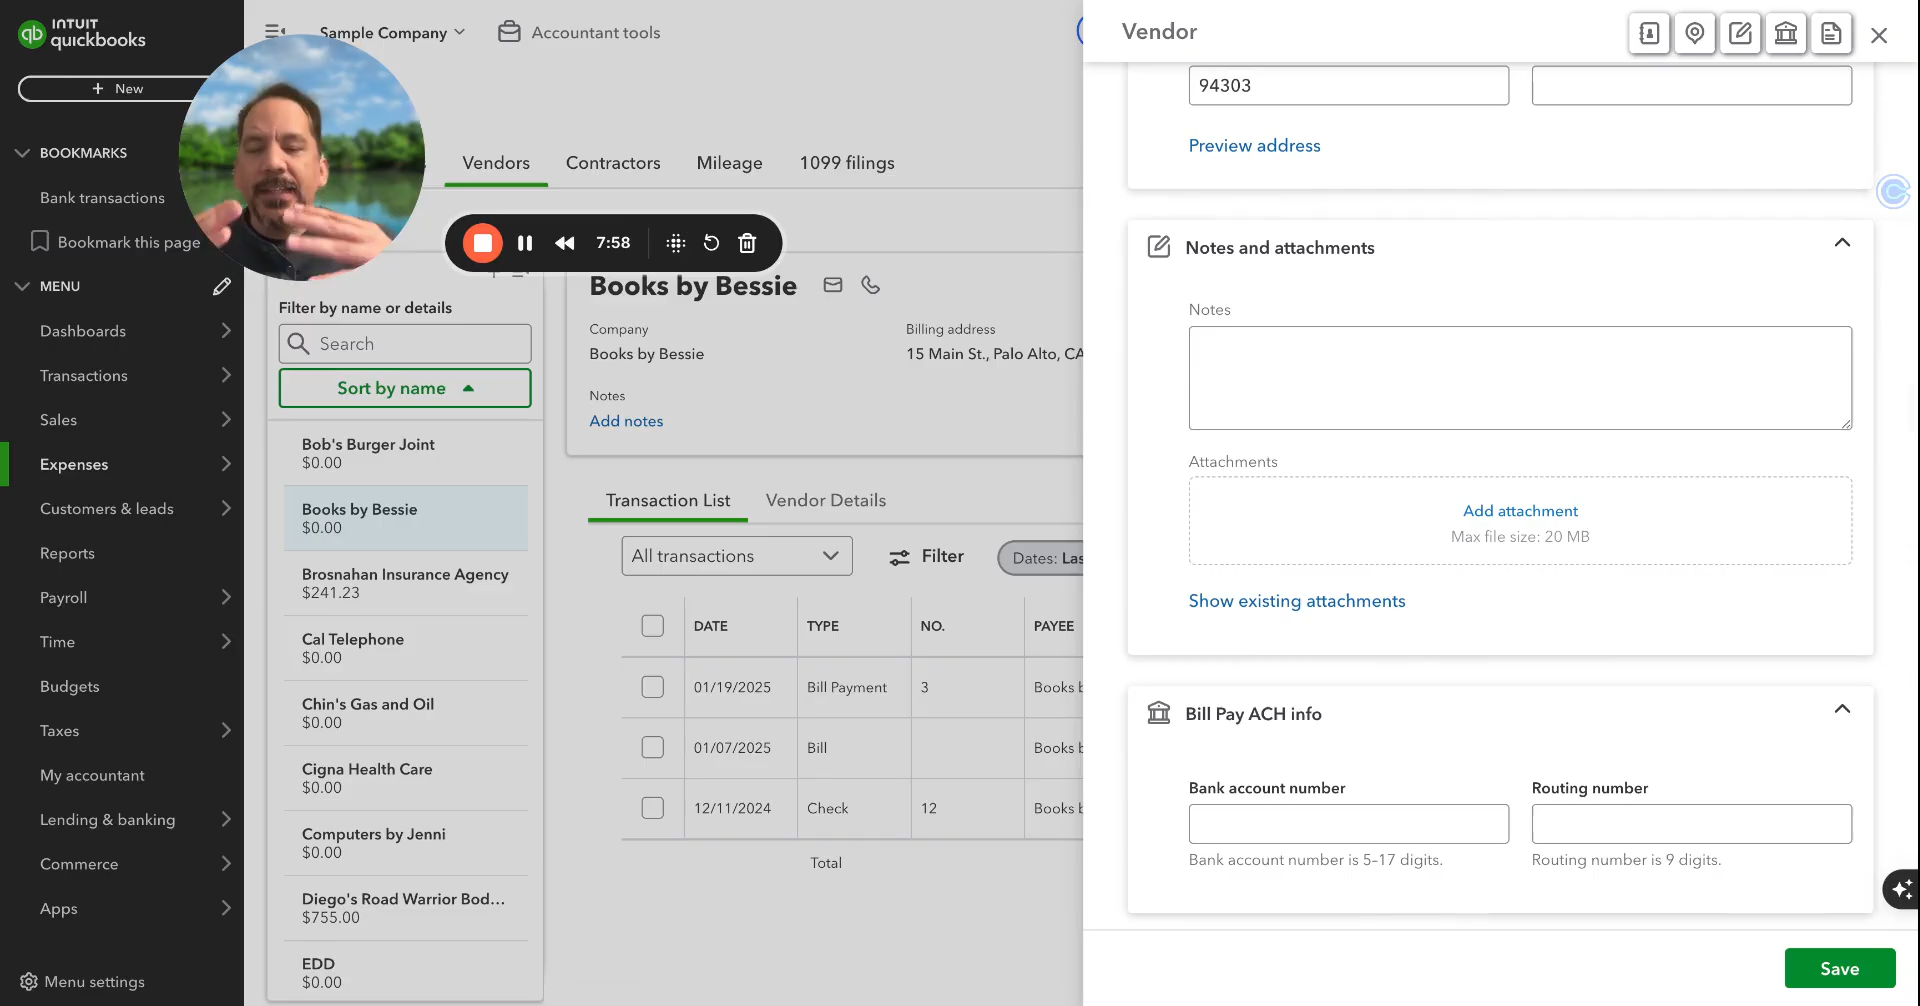 INTUIT
quickbooks
+ New
BOOKMARKS
Bank transactions
Bookmark this page
MENU
Dashboards
Transactions
Sales
Expenses
Customers & leads
Reports
Payroll
Time
Budgets
Taxes
My accountant
Lending & banking
Commerce
Apps
Menu settings
Sample Company
Accountant tools
Vendors
Contractors
Mileage
1099 filings
7:58
Filter by name or details
Search
Sort by name
Bob's Burger Joint
$0.00
Books by Bessie
$0.00
Brosnahan Insurance Agency
$241.23
Cal Telephone
$0.00
Chin's Gas and Oil
$0.00
Cigna Health Care
$0.00
Computers by Jenni
$0.00
Diego's Road Warrior Bod...
$755.00
EDD
$0.00
Books by Bessie
Company
Books by Bessie
Billing address
15 Main St., Palo Alto, CA
Notes
Add notes
Transaction List
Vendor Details
All transactions
Filter
Dates: Las
DATE TYPE NO. PAYEE
01/19/2025 Bill Payment 3 Books b
01/07/2025 Bill Books b
12/11/2024 Check 12 Books b
Total
Vendor
94303
Preview address
Notes and attachments
Notes
Attachments
Add attachment
Max file size: 20 MB
Show existing attachments
Bill Pay ACH info
Bank account number
Routing number
Bank account number is 5-17 digits.
Routing number is 9 digits.
Save